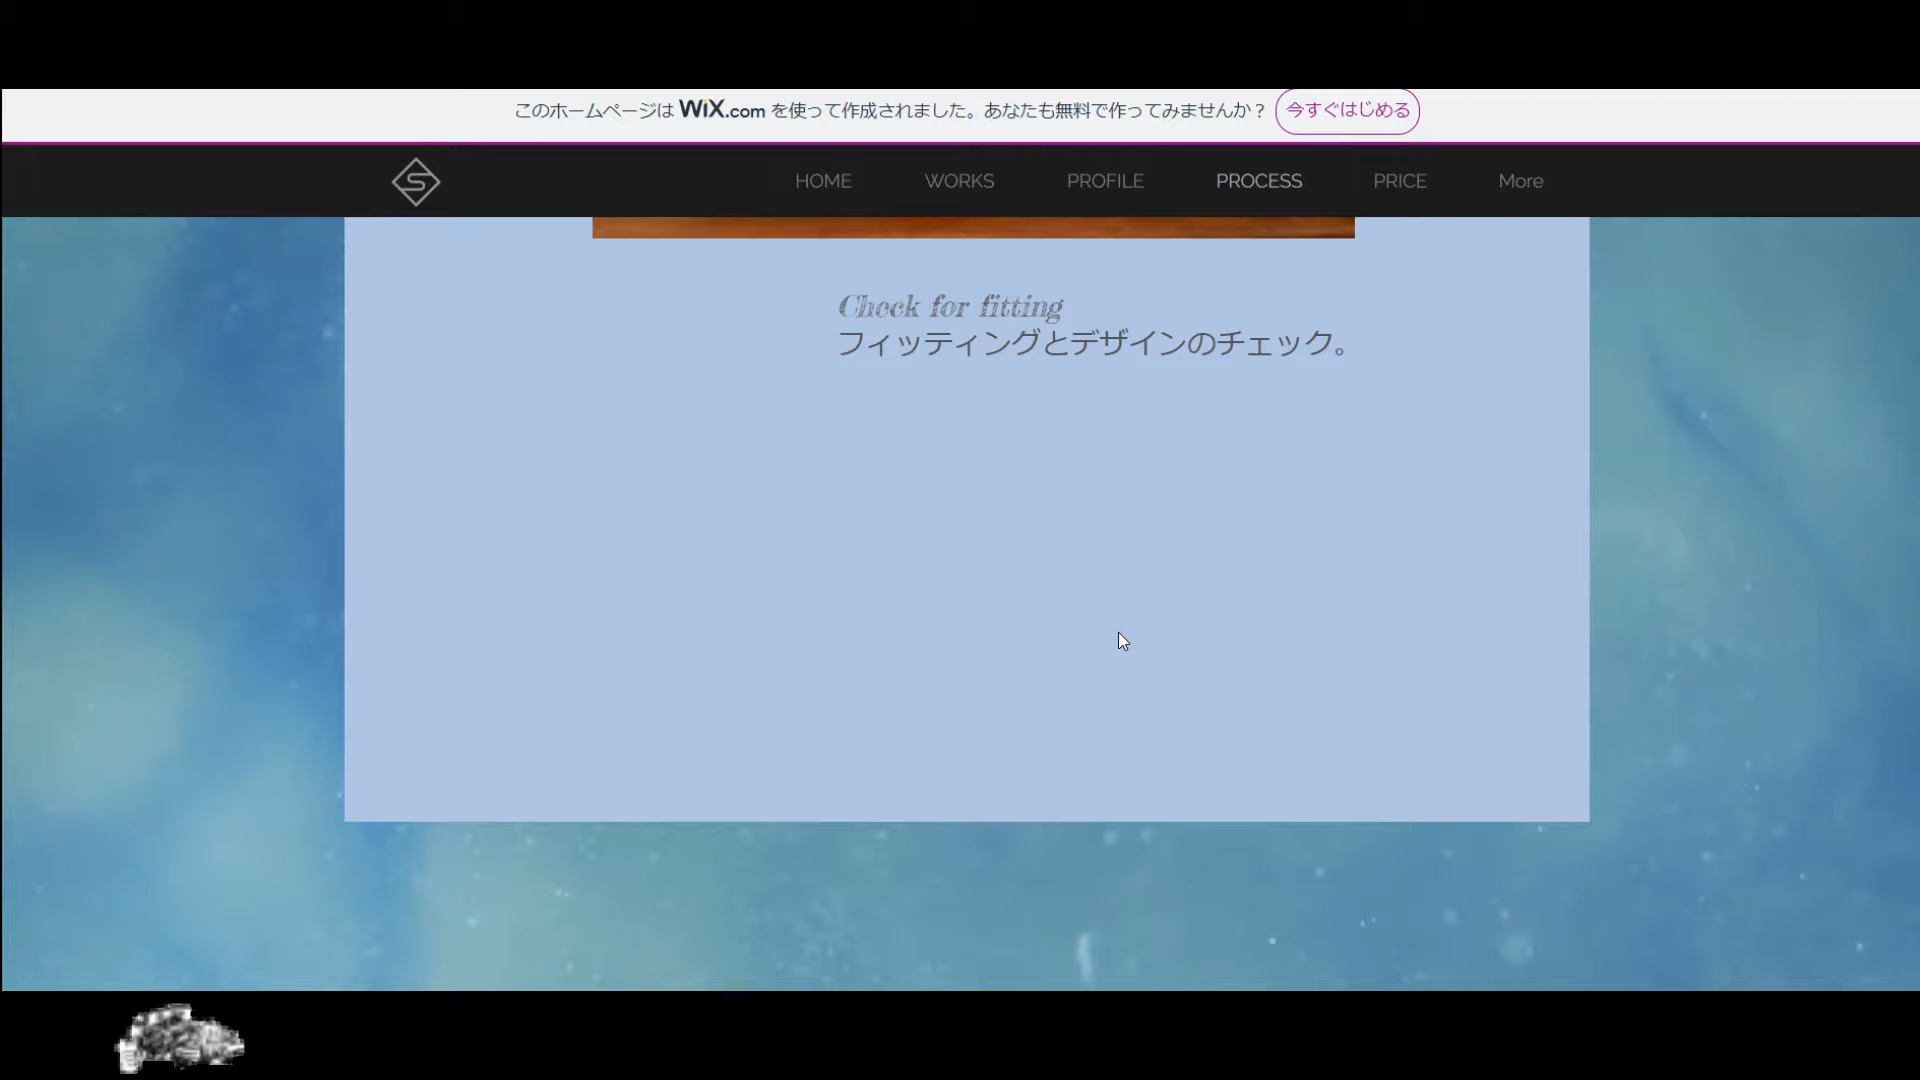 このホームページは WiX.com を使って作成されました。あなたも無料で作ってみませんか？ 今すぐはじめる
S HOME WORKS PROFILE PROCESS PRICE More
Check for fitting
フィッティングとデザインのチェック。